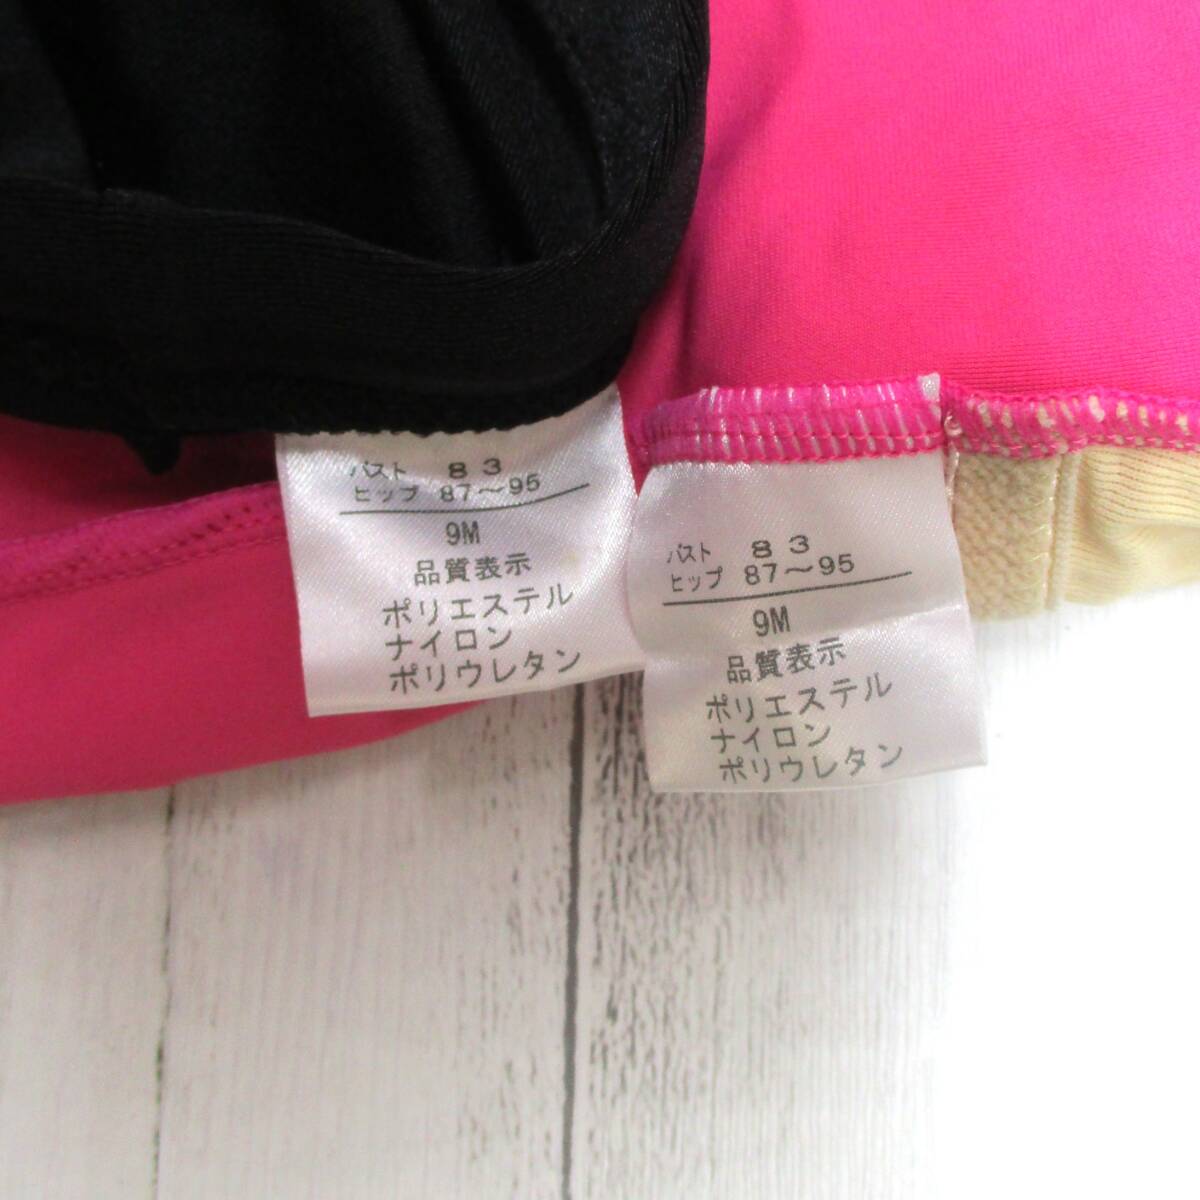 バスト 83
ヒップ 87～95
9M
品質表示
ポリエステル
ナイロン
ポリウレタン
バスト 83
ヒップ 87～95
9M
品質表示
ポリエステル
ナイロン
ポリウレタン